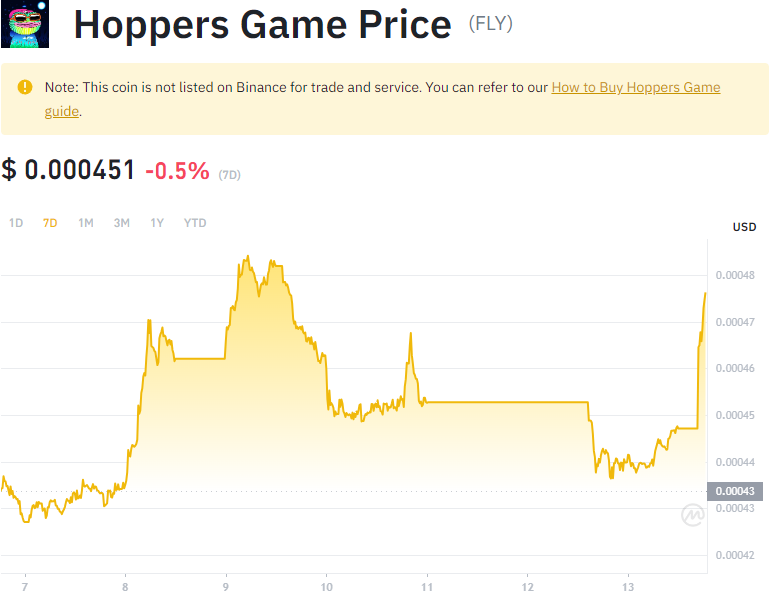 Hoppers Game Price (FLY)
Note: This coin is not listed on Binance for trade and service. You can refer to our How to Buy Hoppers Game
guide.
$ 0.000451 -0.5% (7D)
1D 7D 1M 3M 1Y YTD
USD
0.00048
0.00047
0.00046
0.00045
0.00044
0.00043
0.00043
0.00042
7 8 9 10 11 12 13